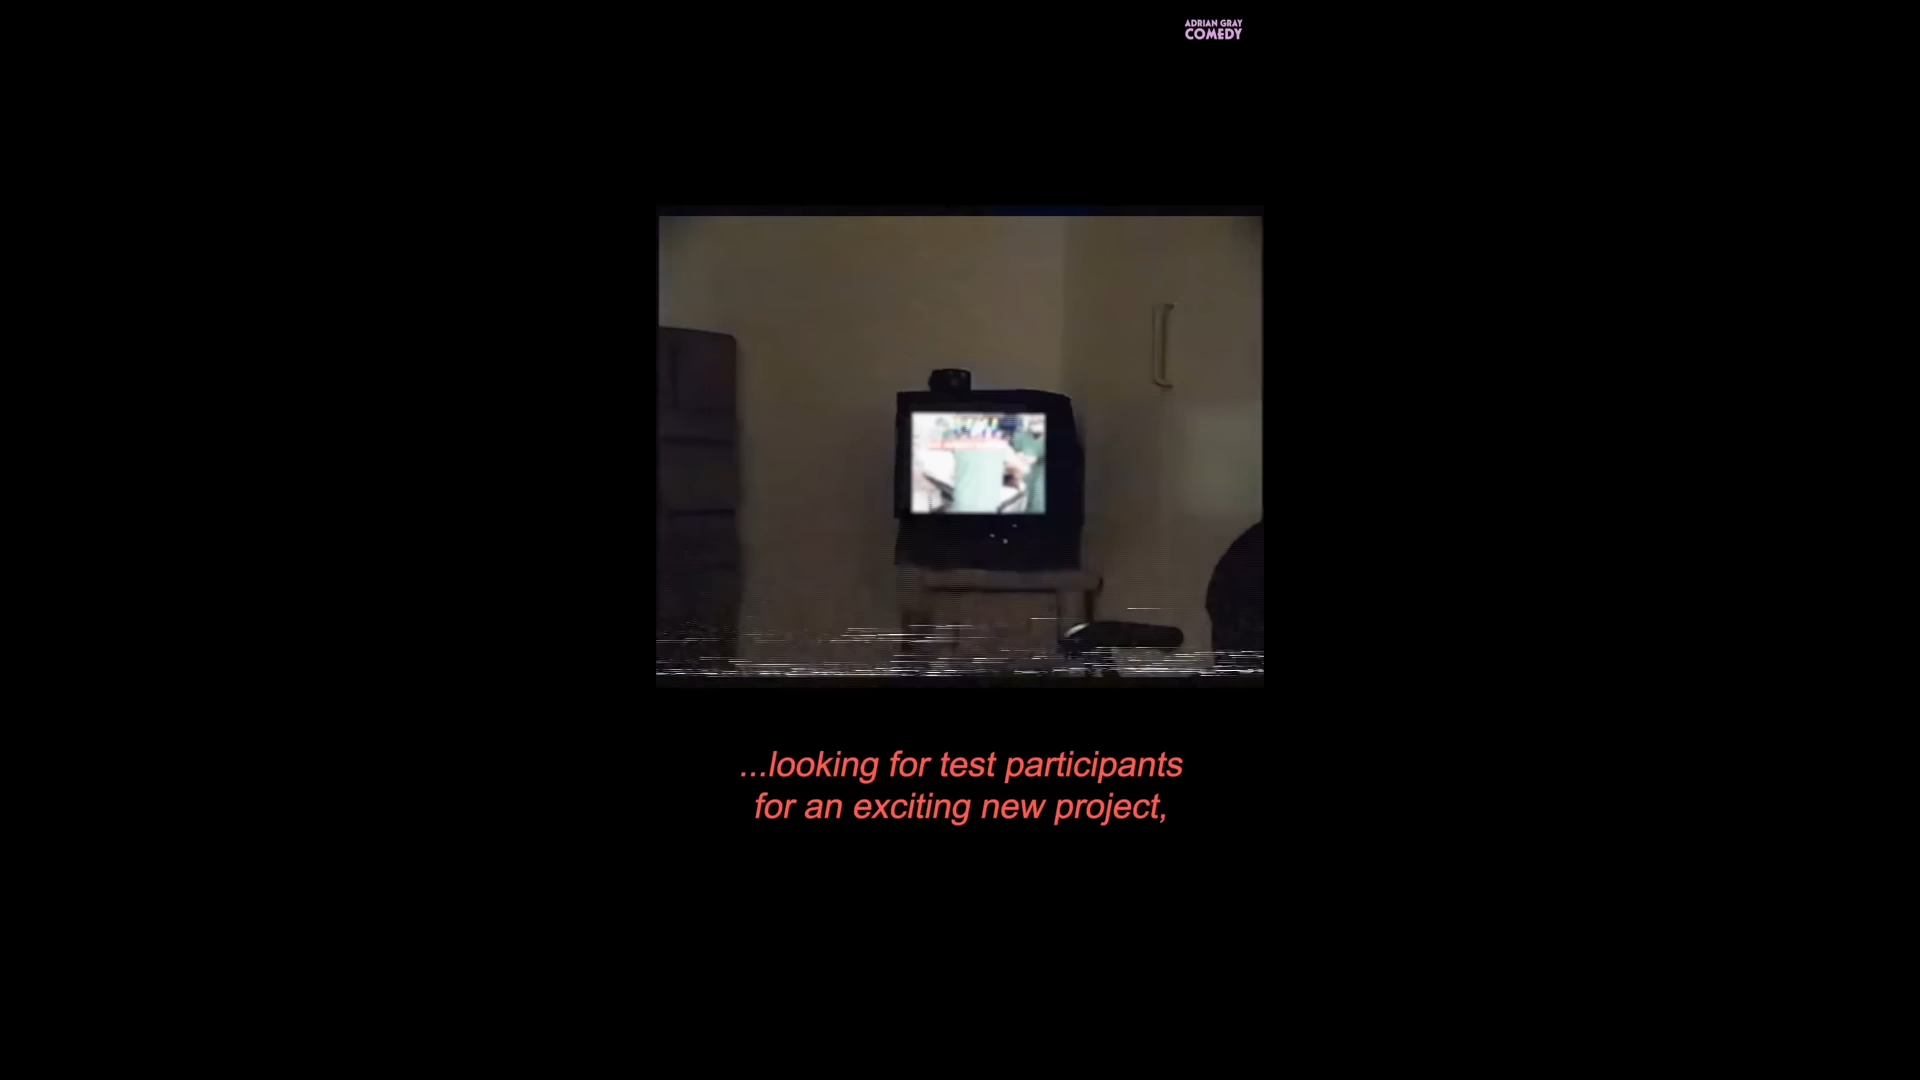 ADRIAN GRAY
COMEDY
...looking for test participants
for an exciting new project,